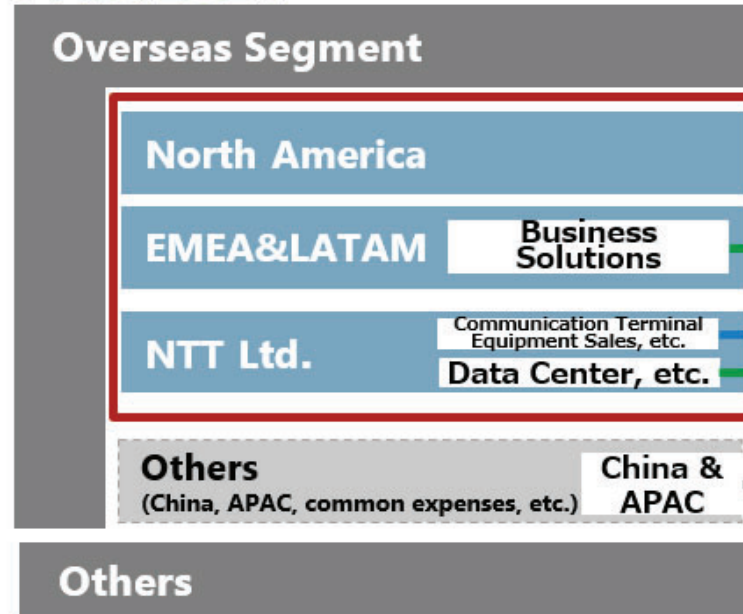 Overseas Segment
North America
EMEA&LATAM
Business
Solutions
NTT Ltd.
Communication Terminal
Equipment Sales, etc.
Data Center, etc.
Others
(China, APAC, common expenses, etc.)
China &
APAC
Others